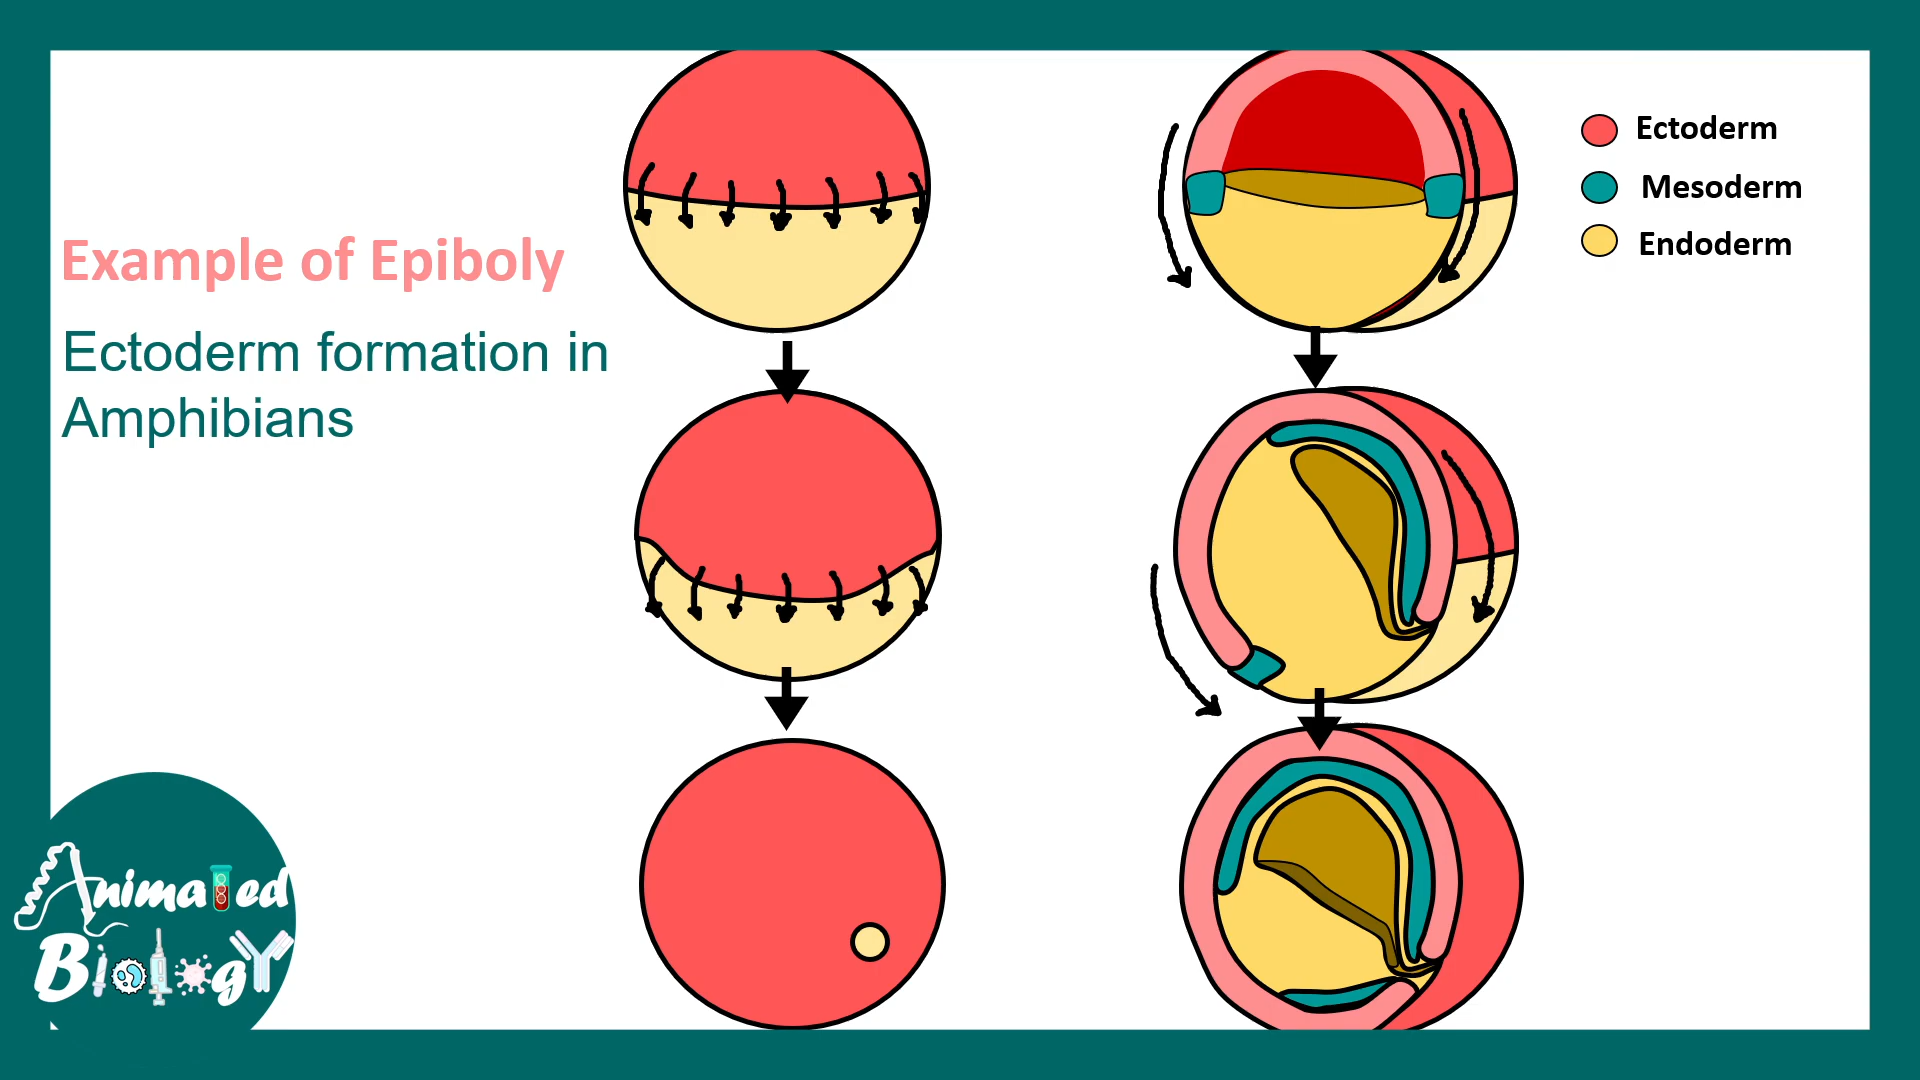 Example of Epiboly
Ectoderm formation in
Amphibians
Ectoderm
Mesoderm
Endoderm
Animated
Biology